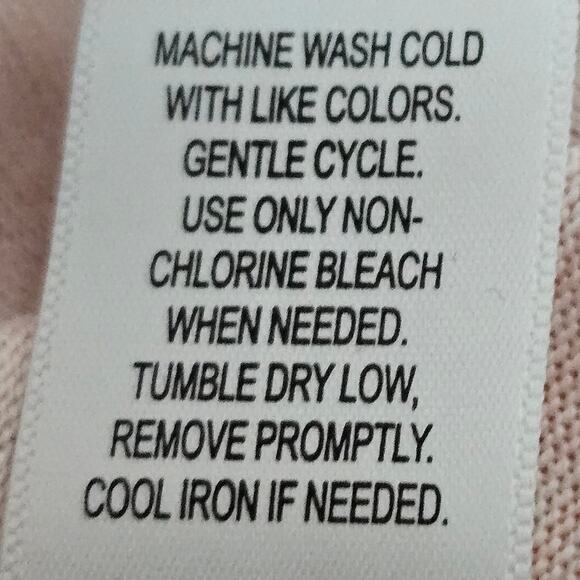 MACHINE WASH COLD
WITH LIKE COLORS.
GENTLE CYCLE.
USE ONLY NON-
CHLORINE BLEACH
WHEN NEEDED.
TUMBLE DRY LOW,
REMOVE PROMPTLY.
COOL IRON IF NEEDED.